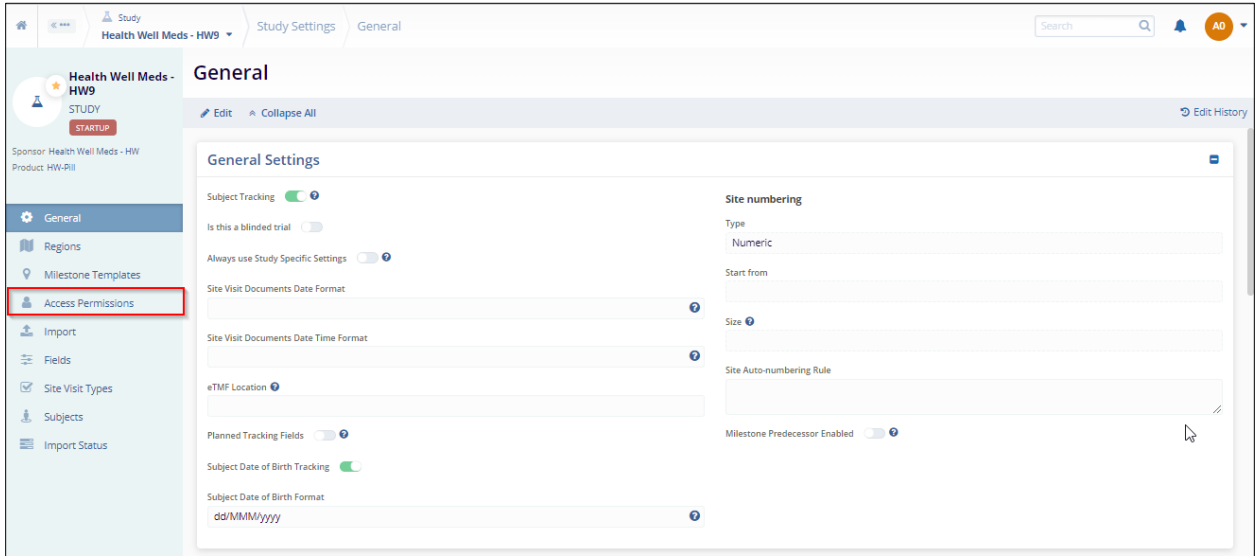 Study
Health Well Meds - HW9
Study Settings
General
Search
A0
Health Well Meds -
HW9
STUDY
STARTUP
Sponsor Health Well Meds - HW
Product HW-Pill
General
Regions
Milestone Templates
Access Permissions
Import
Fields
Site Visit Types
Subjects
Import Status
General
Edit
Collapse All
Edit History
General Settings
Subject Tracking
Is this a blinded trial
Always use Study Specific Settings
Site Visit Documents Date Format
Site Visit Documents Date Time Format
eTMF Location
Planned Tracking Fields
Subject Date of Birth Tracking
Subject Date of Birth Format
dd/MMM/yyyy
Site numbering
Type
Numeric
Start from
Size
Site Auto-numbering Rule
Milestone Predecessor Enabled